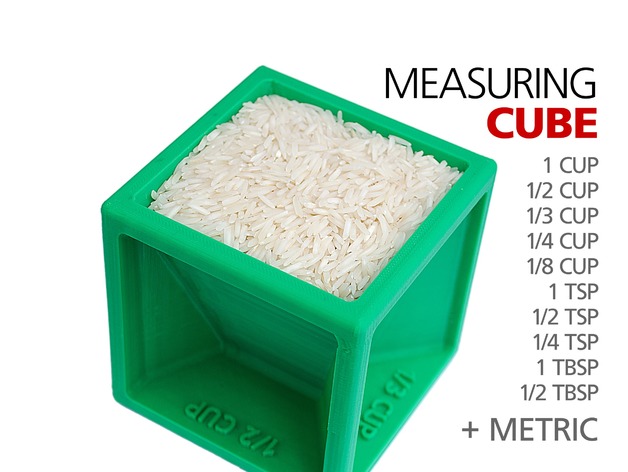 MEASURING
CUBE
1 CUP
1/2 CUP
1/3 CUP
1/4 CUP
1/8 CUP
1 TSP
1/2 TSP
1/4 TSP
1 TBSP
1/2 TBSP
+ METRIC
1/2 CUP
1/3 CUP